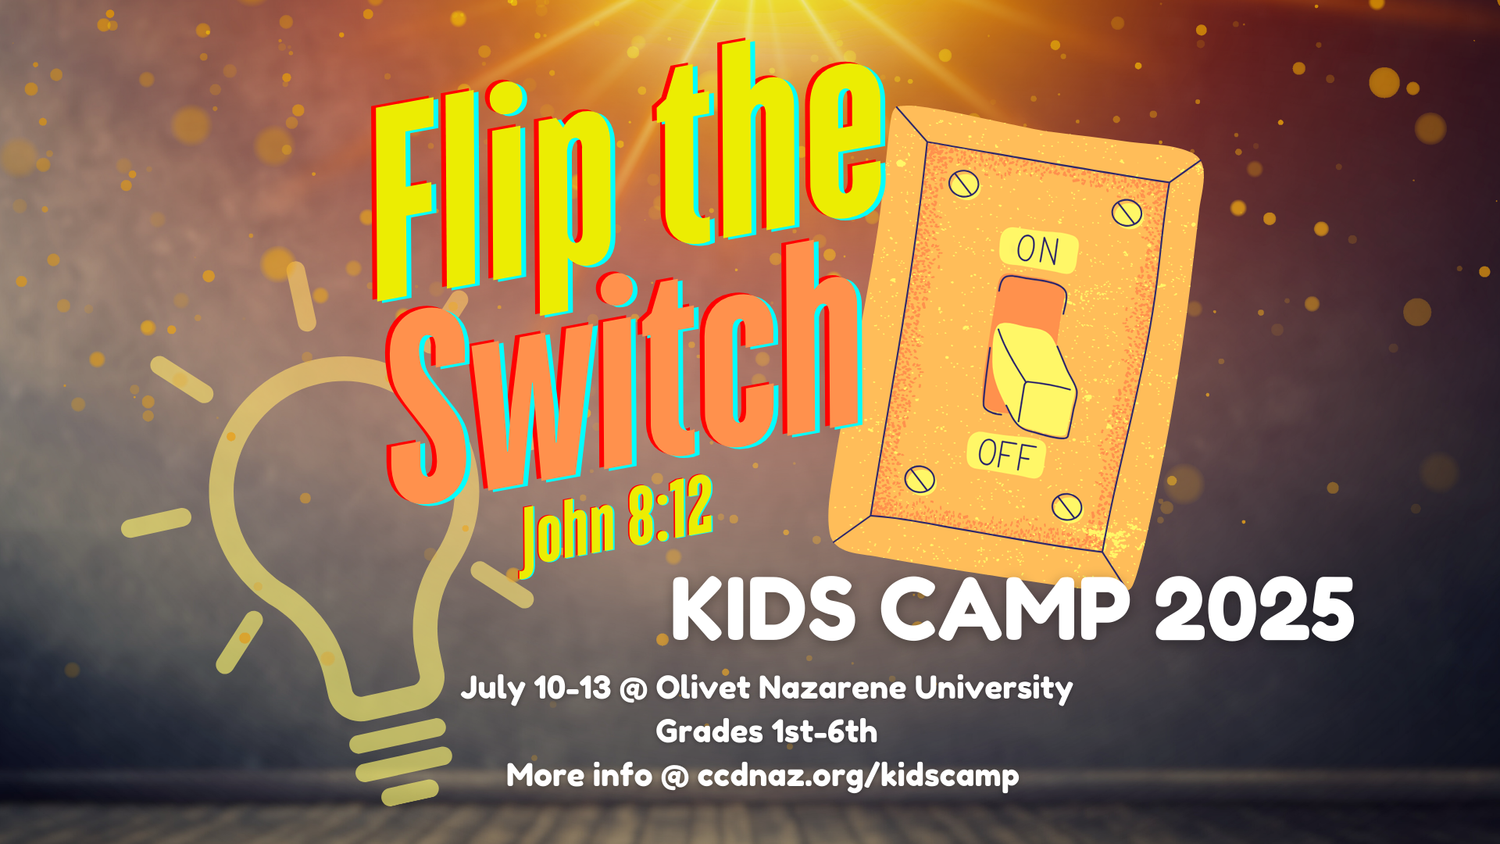 Flip the
Switch
John 8:12
ON
OFF
KIDS CAMP 2025
July 10-13 @ Olivet Nazarene University
Grades 1st-6th
More info @ ccdnaz.org/kidscamp